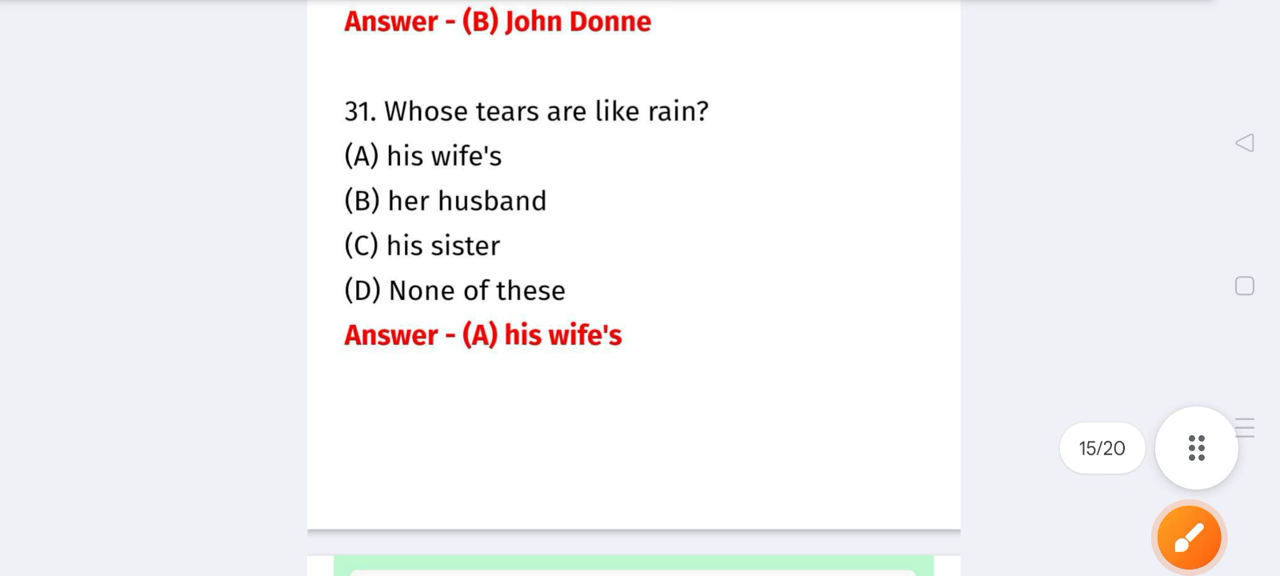 Answer - (B) John Donne
31. Whose tears are like rain?
(A) his wife's
(B) her husband
(C) his sister
(D) None of these
Answer - (A) his wife's
15/20